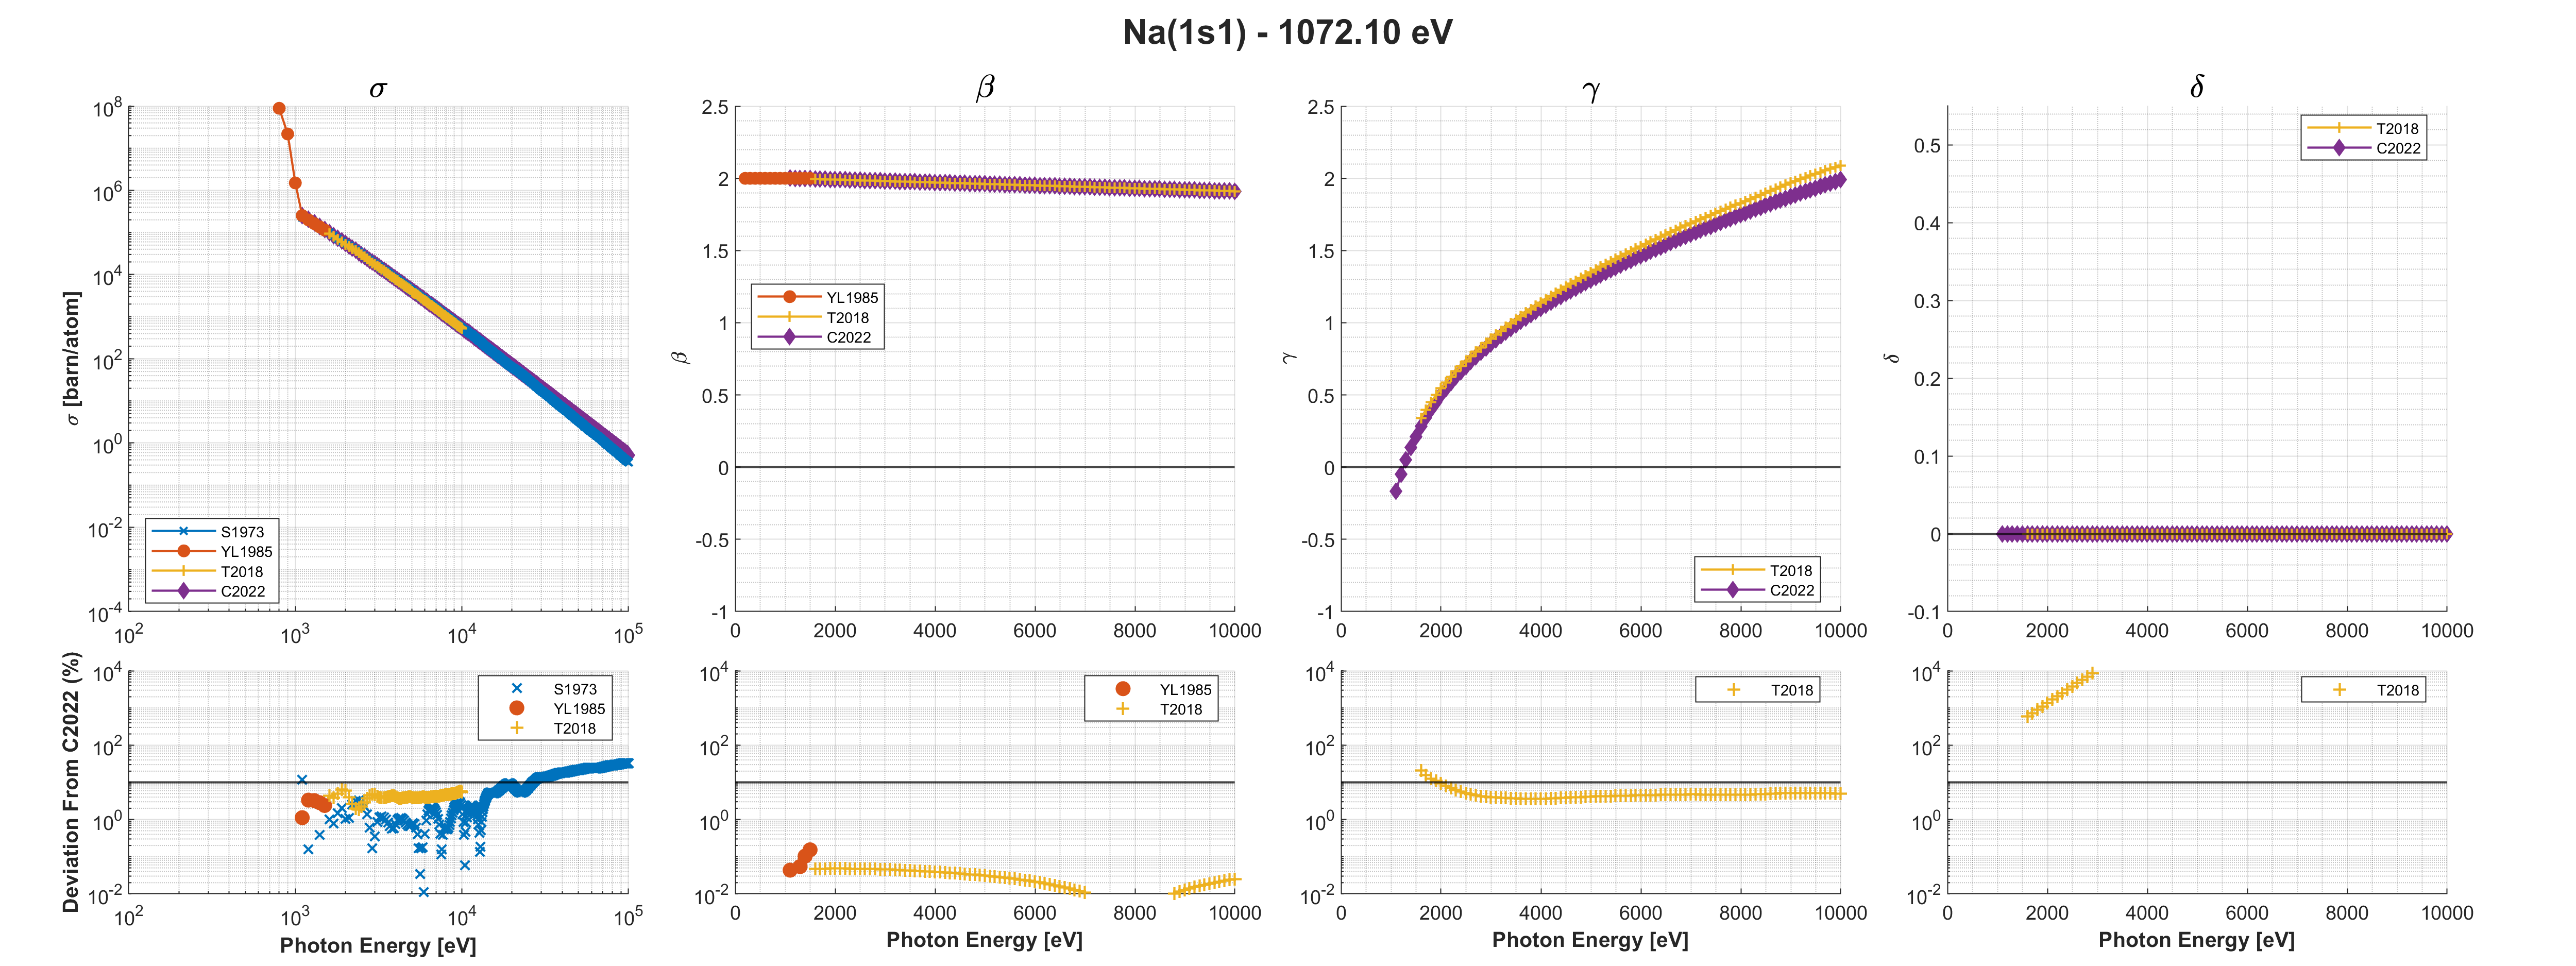 Na(1s1) - 1072.10 eV
σ
β
γ
δ
σ [barn/atom]
10^8
10^6
10^4
10^2
10^0
10^-2
10^-4
S1973
YL1985
T2018
C2022
10^2 10^3 10^4 10^5
β
2.5
2
1.5
1
0.5
0
-0.5
-1
YL1985
T2018
C2022
0 2000 4000 6000 8000 10000
γ
2.5
2
1.5
1
0.5
0
-0.5
-1
T2018
C2022
0 2000 4000 6000 8000 10000
δ
0.5
0.4
0.3
0.2
0.1
0
-0.1
T2018
C2022
0 2000 4000 6000 8000 10000
Deviation From C2022 (%)
10^4
10^2
10^0
10^-2
S1973
YL1985
T2018
10^2 10^3 10^4 10^5
Photon Energy [eV]
10^4
10^2
10^0
10^-2
YL1985
T2018
0 2000 4000 6000 8000 10000
Photon Energy [eV]
10^4
10^2
10^0
10^-2
T2018
0 2000 4000 6000 8000 10000
Photon Energy [eV]
10^4
10^2
10^0
10^-2
T2018
0 2000 4000 6000 8000 10000
Photon Energy [eV]